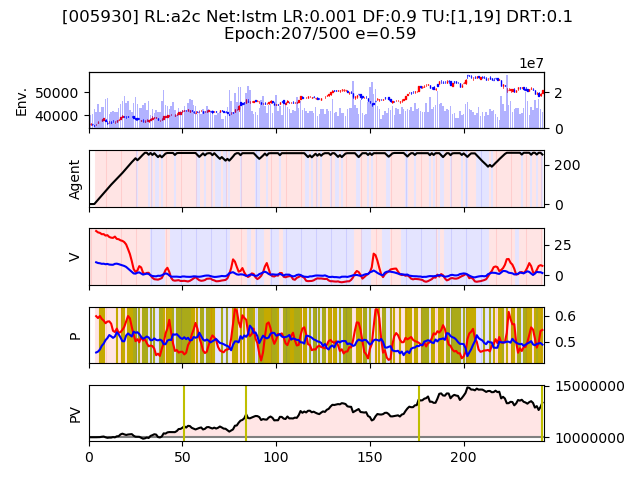 [005930] RL:a2c Net:lstm LR:0.001 DF:0.9 TU:[1,19] DRT:0.1
Epoch:207/500 e=0.59
1e7
Env.
50000
40000
2
0
Agent
200
0
V
25
0
P
0.6
0.5
PV
15000000
10000000
0 50 100 150 200